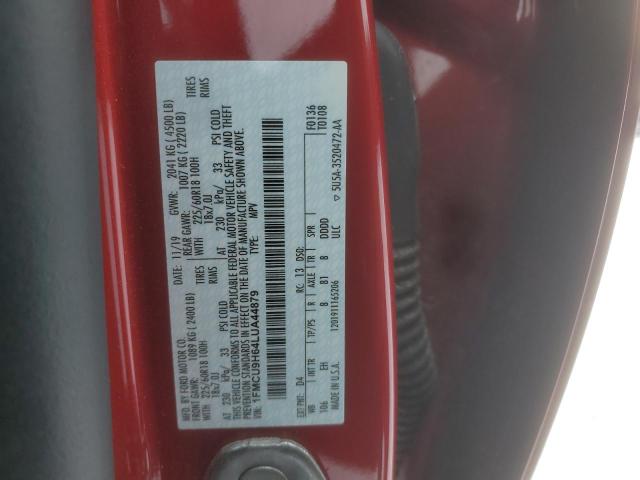 MFD. BY FORD MOTOR CO.
DATE: 11/19 GVWR: 2041 KG ( 4500 LB)
FRONT GAWR: 1089 KG ( 2400 LB) REAR GAWR: 1007 KG ( 2220 LB)
WITH 225/60R18 100H TIRES WITH 225/60R18 100H TIRES
18x7.0J RIMS 18x7.0J RIMS
AT 230 kPa/ 33 PSI COLD AT 230 kPa/ 33 PSI COLD
THIS VEHICLE CONFORMS TO ALL APPLICABLE FEDERAL MOTOR VEHICLE SAFETY AND THEFT
PREVENTION STANDARDS IN EFFECT ON THE DATE OF MANUFACTURE SHOWN ABOVE.
VIN: 1FMCU9H64LUA44879 TYPE: MPV
F0136
T0108
EXT PNT: D4 RC: 13 DSO:
WB INT TR TP/PS R AXLE TR SPR
106 EH B B1 8 DDDD
ULC
MADE IN U.S.A. 1201911165206
▽ 5U5A-3520472-AA